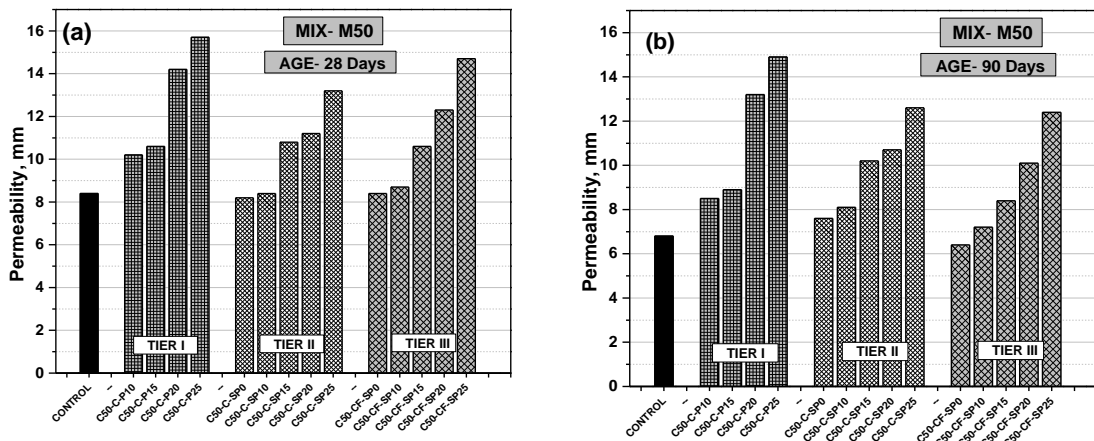 (a)
MIX- M50
AGE- 28 Days
Permeability, mm
16
14
12
10
8
6
4
2
0
TIER I
TIER II
TIER III
CONTROL
--
C50-C-P10
C50-C-P15
C50-C-P20
C50-C-P25
--
C50-C-SP0
C50-C-SP10
C50-C-SP15
C50-C-SP20
C50-C-SP25
--
C50-CF-SP0
C50-CF-SP10
C50-CF-SP15
C50-CF-SP20
C50-CF-SP25
--
(b)
MIX- M50
AGE- 90 Days
Permeability, mm
16
14
12
10
8
6
4
2
0
TIER I
TIER II
TIER III
CONTROL
--
C50-C-P10
C50-C-P15
C50-C-P20
C50-C-P25
--
C50-C-SP0
C50-C-SP10
C50-C-SP15
C50-C-SP20
C50-C-SP25
--
C50-CF-SP0
C50-CF-SP10
C50-CF-SP15
C50-CF-SP20
C50-CF-SP25